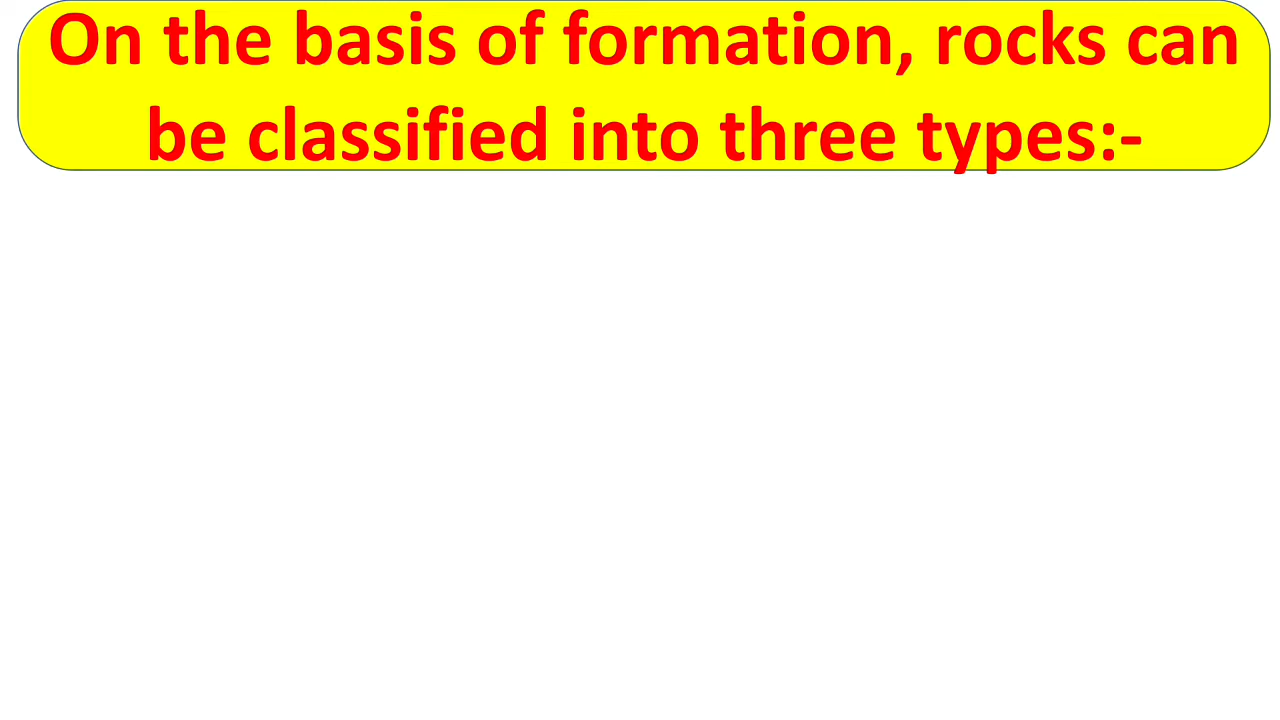 On the basis of formation, rocks can
be classified into three types:-